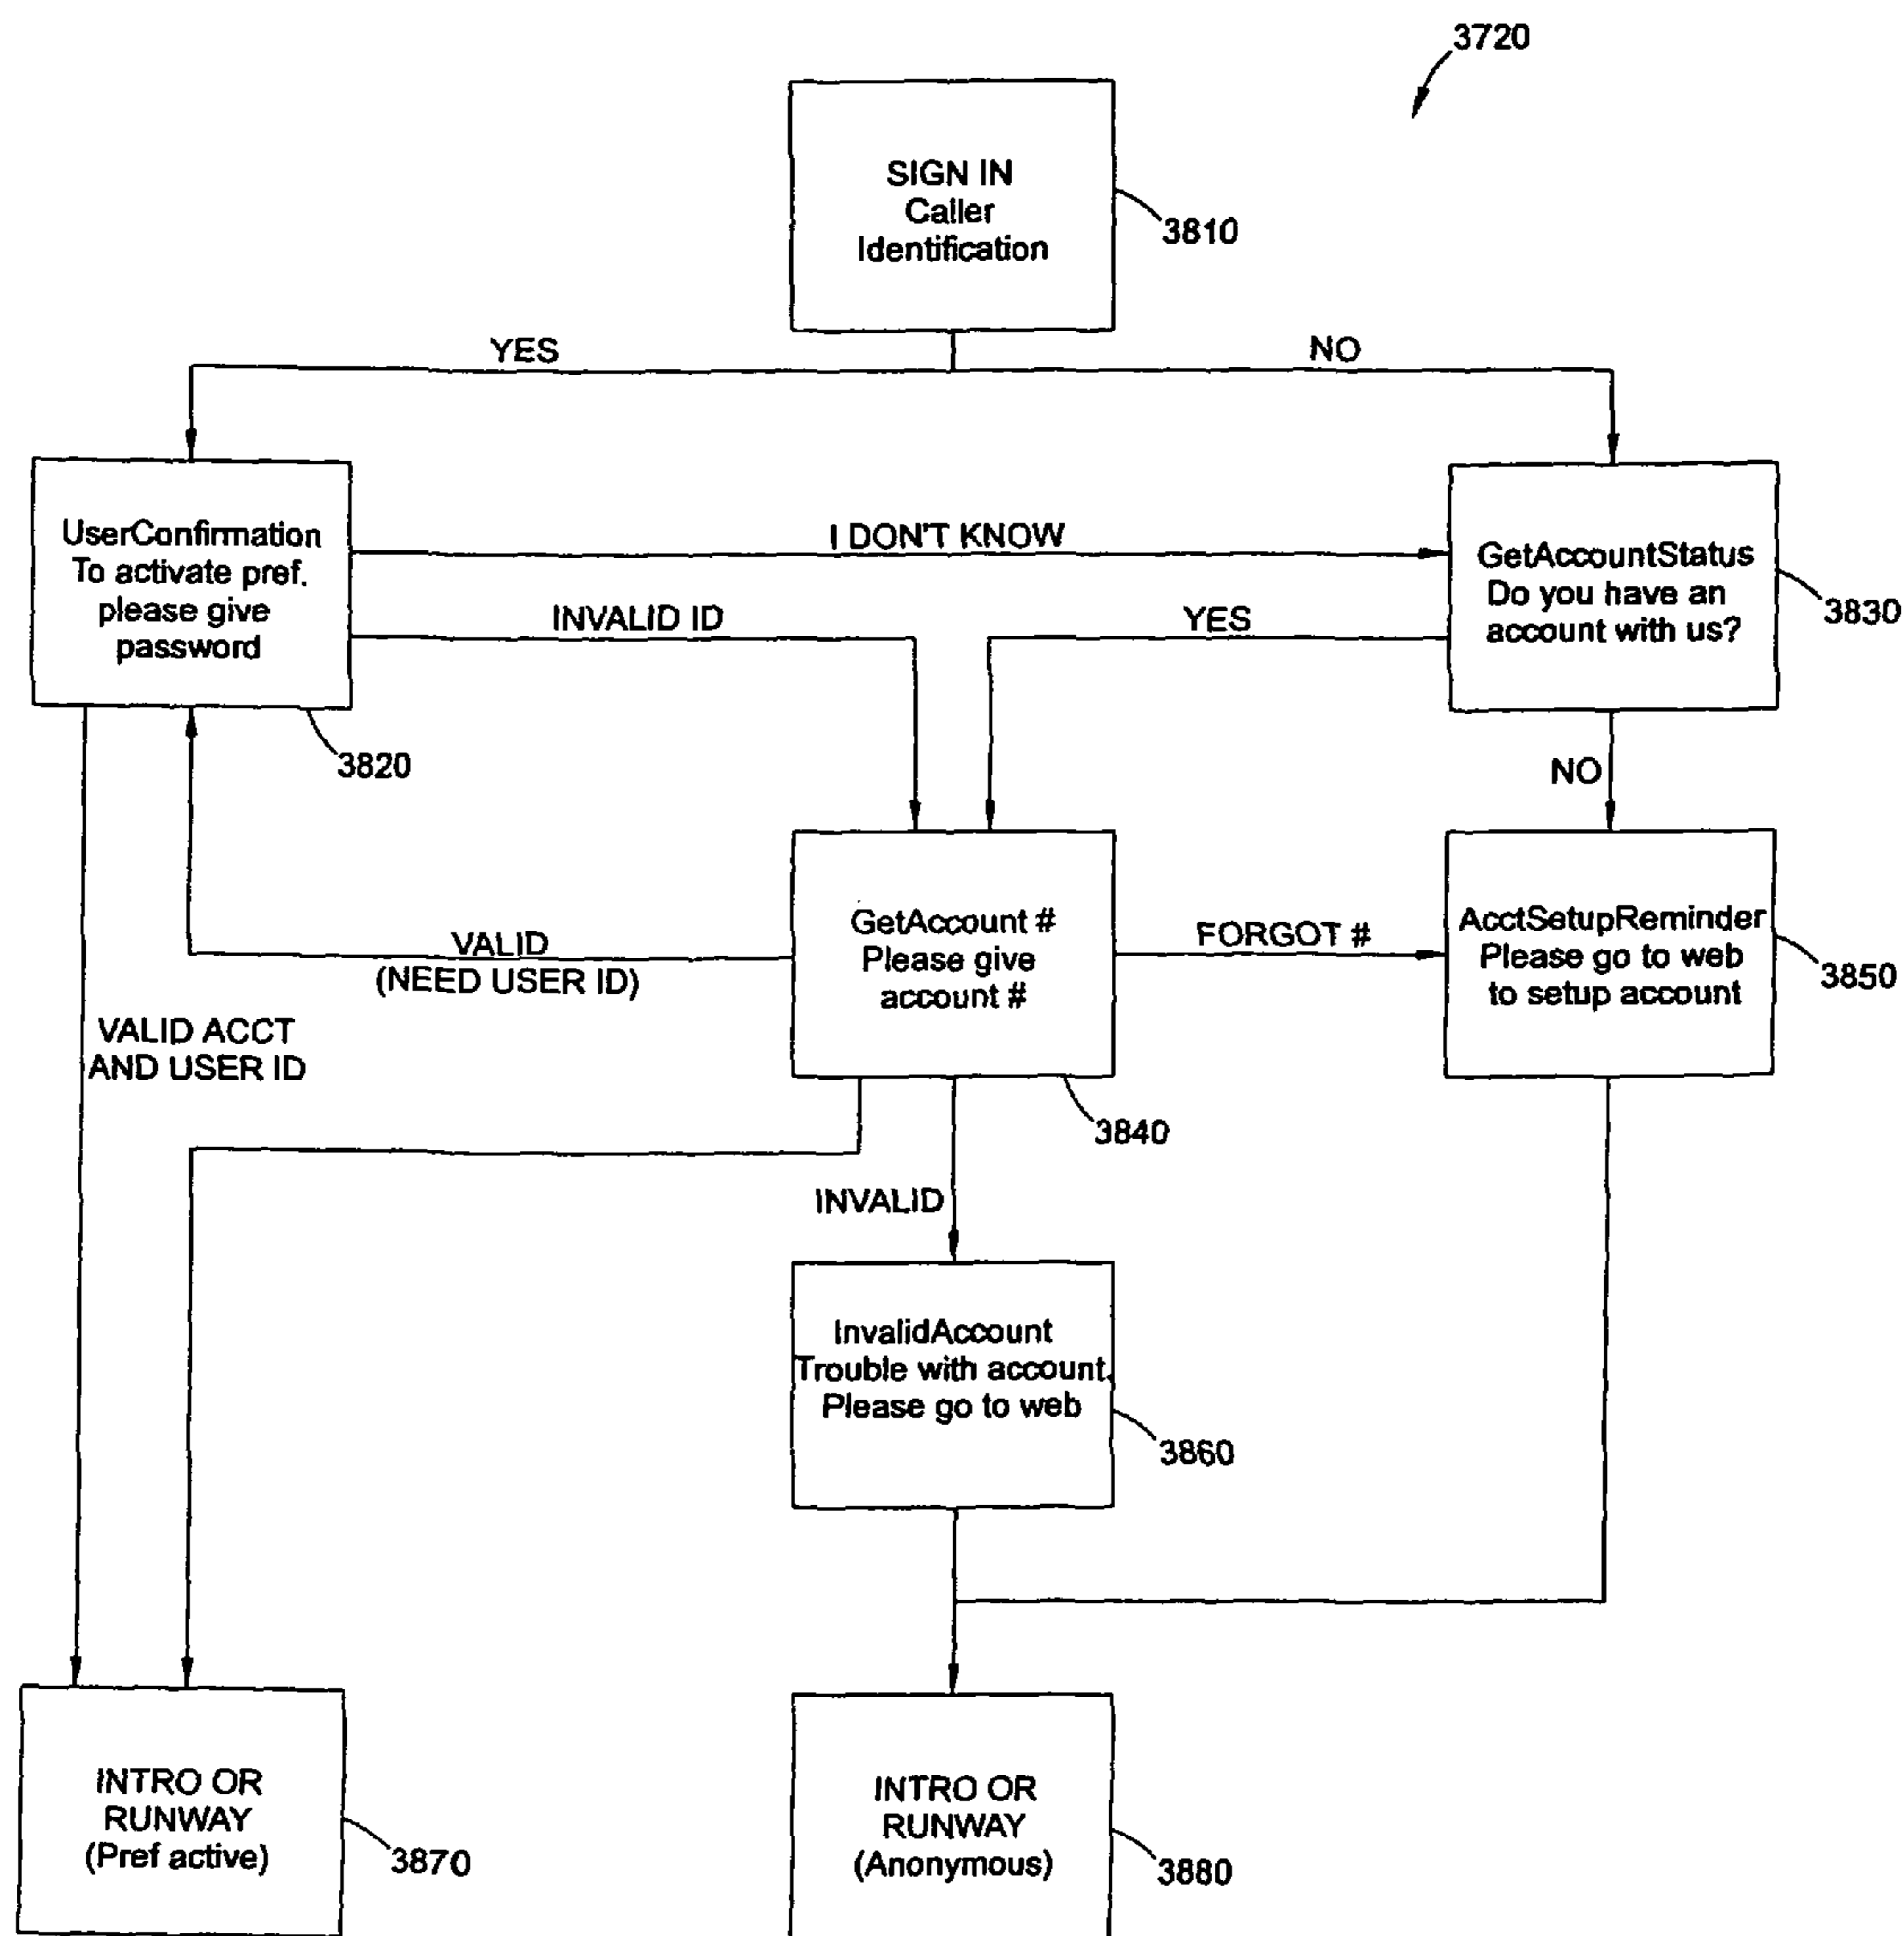 3720
SIGN IN
Caller
Identification
3810
YES
NO
UserConfirmation
To activate pref.
please give
password
3820
I DON'T KNOW
INVALID ID
YES
GetAccountStatus
Do you have an
account with us?
3830
NO
VALID
(NEED USER ID)
GetAccount #
Please give
account #
3840
FORGOT #
AcctSetupReminder
Please go to web
to setup account
3850
VALID ACCT
AND USER ID
INVALID
InvalidAccount
Trouble with account.
Please go to web
3860
INTRO OR
RUNWAY
(Pref active)
3870
INTRO OR
RUNWAY
(Anonymous)
3880